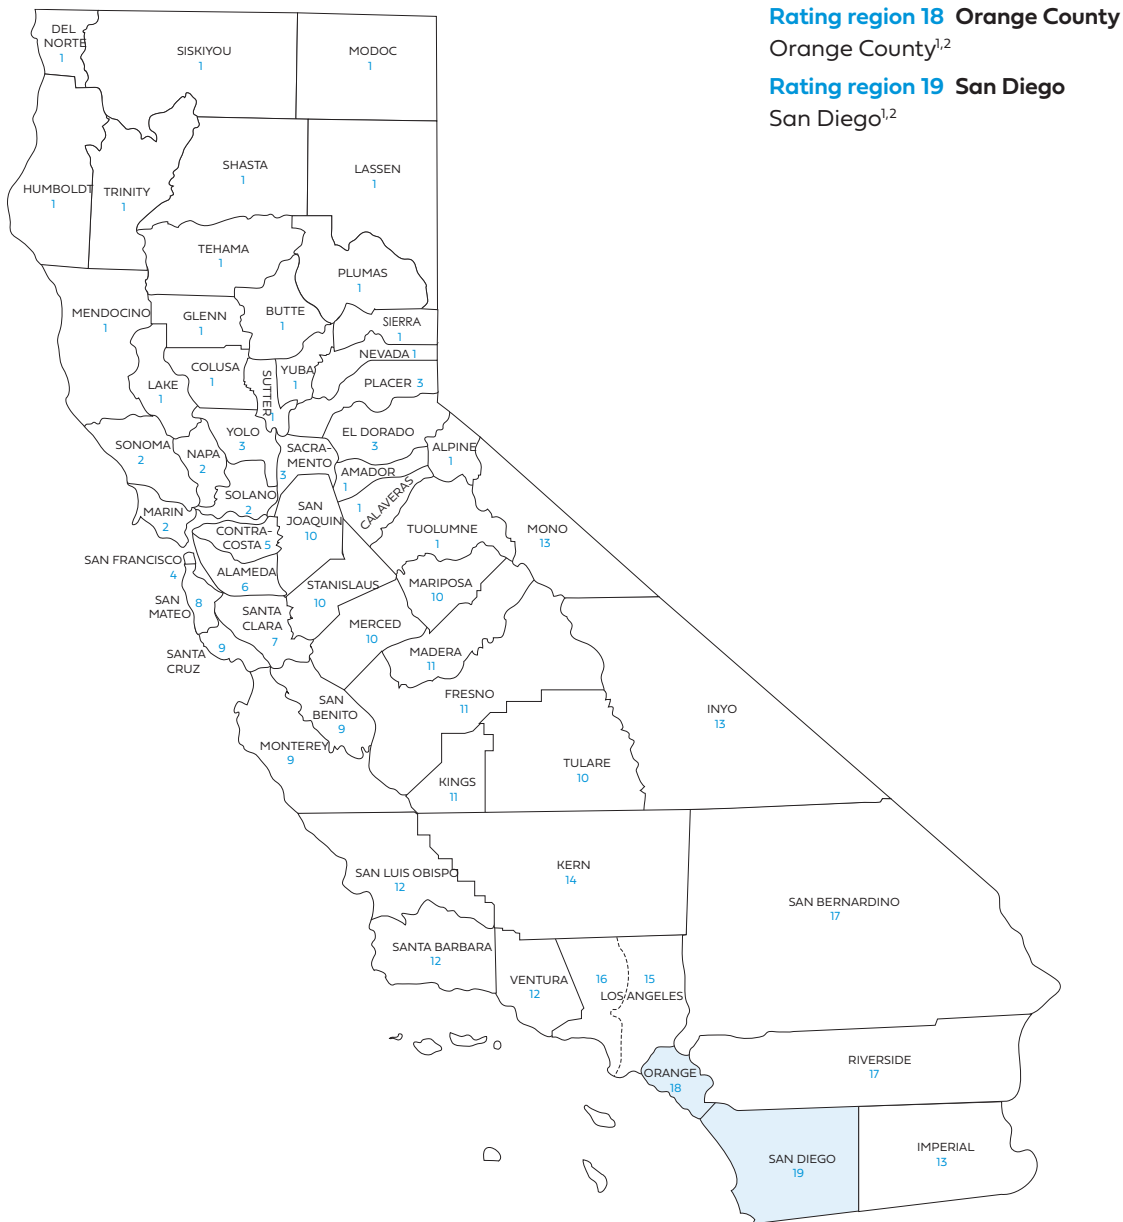 Rating region 18 Orange County
Orange County1,2
Rating region 19 San Diego
San Diego1,2
DEL
NORTE
1
SISKIYOU
1
MODOC
1
SHASTA
1
LASSEN
1
HUMBOLDT
1
TRINITY
1
TEHAMA
1
PLUMAS
1
MENDOCINO
1
GLENN
1
BUTTE
1
SIERRA
1
NEVADA 1
COLUSA
1
SUTTER
1
YUBA
1
PLACER 3
LAKE
1
SONOMA
2
NAPA
2
YOLO
3
SACRA-
MENTO
3
EL DORADO
3
ALPINE
1
AMADOR
1
CALAVERAS
1
SOLANO
2
MARIN
2
SAN
JOAQUIN
10
CONTRA-
COSTA 5
TUOLUMNE
1
MONO
13
SAN FRANCISCO
4
ALAMEDA
6
STANISLAUS
10
MARIPOSA
10
SAN
MATEO
8
SANTA
CLARA
7
MERCED
10
SANTA
CRUZ
9
MADERA
11
FRESNO
11
SAN
BENITO
9
INYO
13
MONTEREY
9
KINGS
11
TULARE
10
SAN LUIS OBISPO
12
KERN
14
SAN BERNARDINO
17
SANTA BARBARA
12
VENTURA
12
16
15
LOS ANGELES
ORANGE
18
RIVERSIDE
17
SAN DIEGO
19
IMPERIAL
13